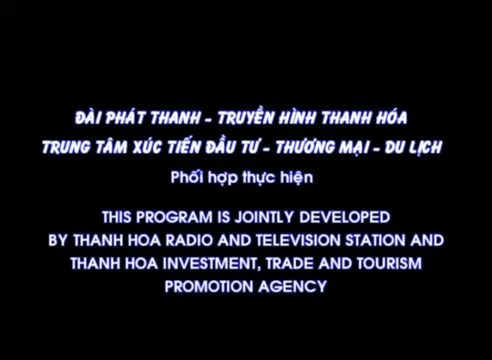 ĐÀI PHÁT THANH - TRUYỀN HÌNH THANH HÓA
TRUNG TÂM XÚC TIẾN ĐẦU TƯ - THƯƠNG MẠI - DU LỊCH
Phối hợp thực hiện
THIS PROGRAM IS JOINTLY DEVELOPED
BY THANH HOA RADIO AND TELEVISION STATION AND
THANH HOA INVESTMENT, TRADE AND TOURISM
PROMOTION AGENCY